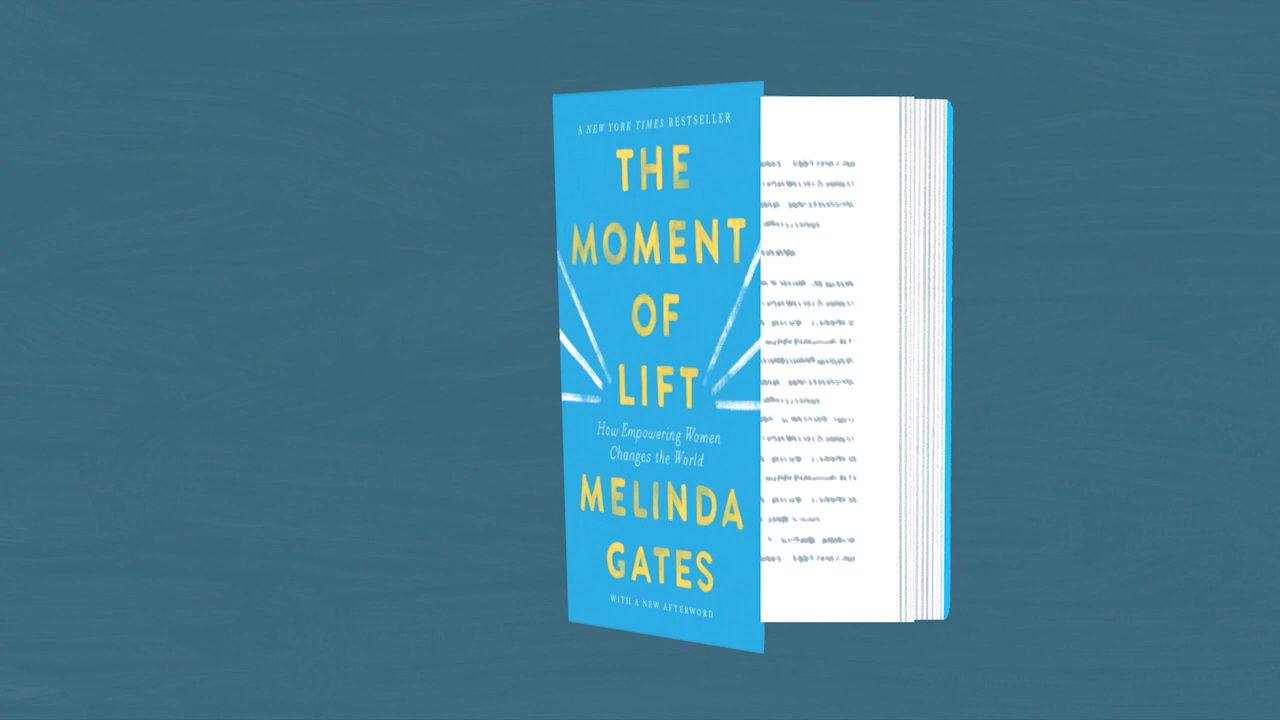 A NEW YORK TIMES BESTSELLER
THE
MOMENT
OF
LIFT
How Empowering Women
Changes the World
MELINDA
GATES
WITH A NEW AFTERWORD